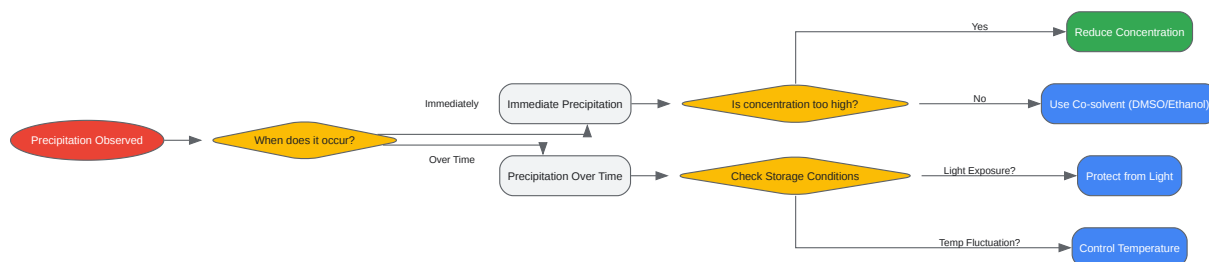 Precipitation Observed
When does it occur?
Immediately
Over Time
Immediate Precipitation
Precipitation Over Time
Is concentration too high?
Check Storage Conditions
Yes
No
Light Exposure?
Temp Fluctuation?
Reduce Concentration
Use Co-solvent (DMSO/Ethanol)
Protect from Light
Control Temperature